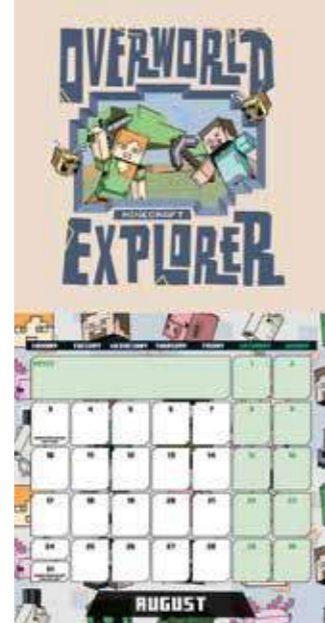 OVERWORLD
MINECRAFT
EXPLORER
MONDAY TUESDAY WEDNESDAY THURSDAY FRIDAY SATURDAY SUNDAY
NOTES 1 2
3 4 5 6 7 8 9
10 11 12 13 14 15 16
17 18 19 20 21 22 23
24 25 26 27 28 29 30
31
AUGUST